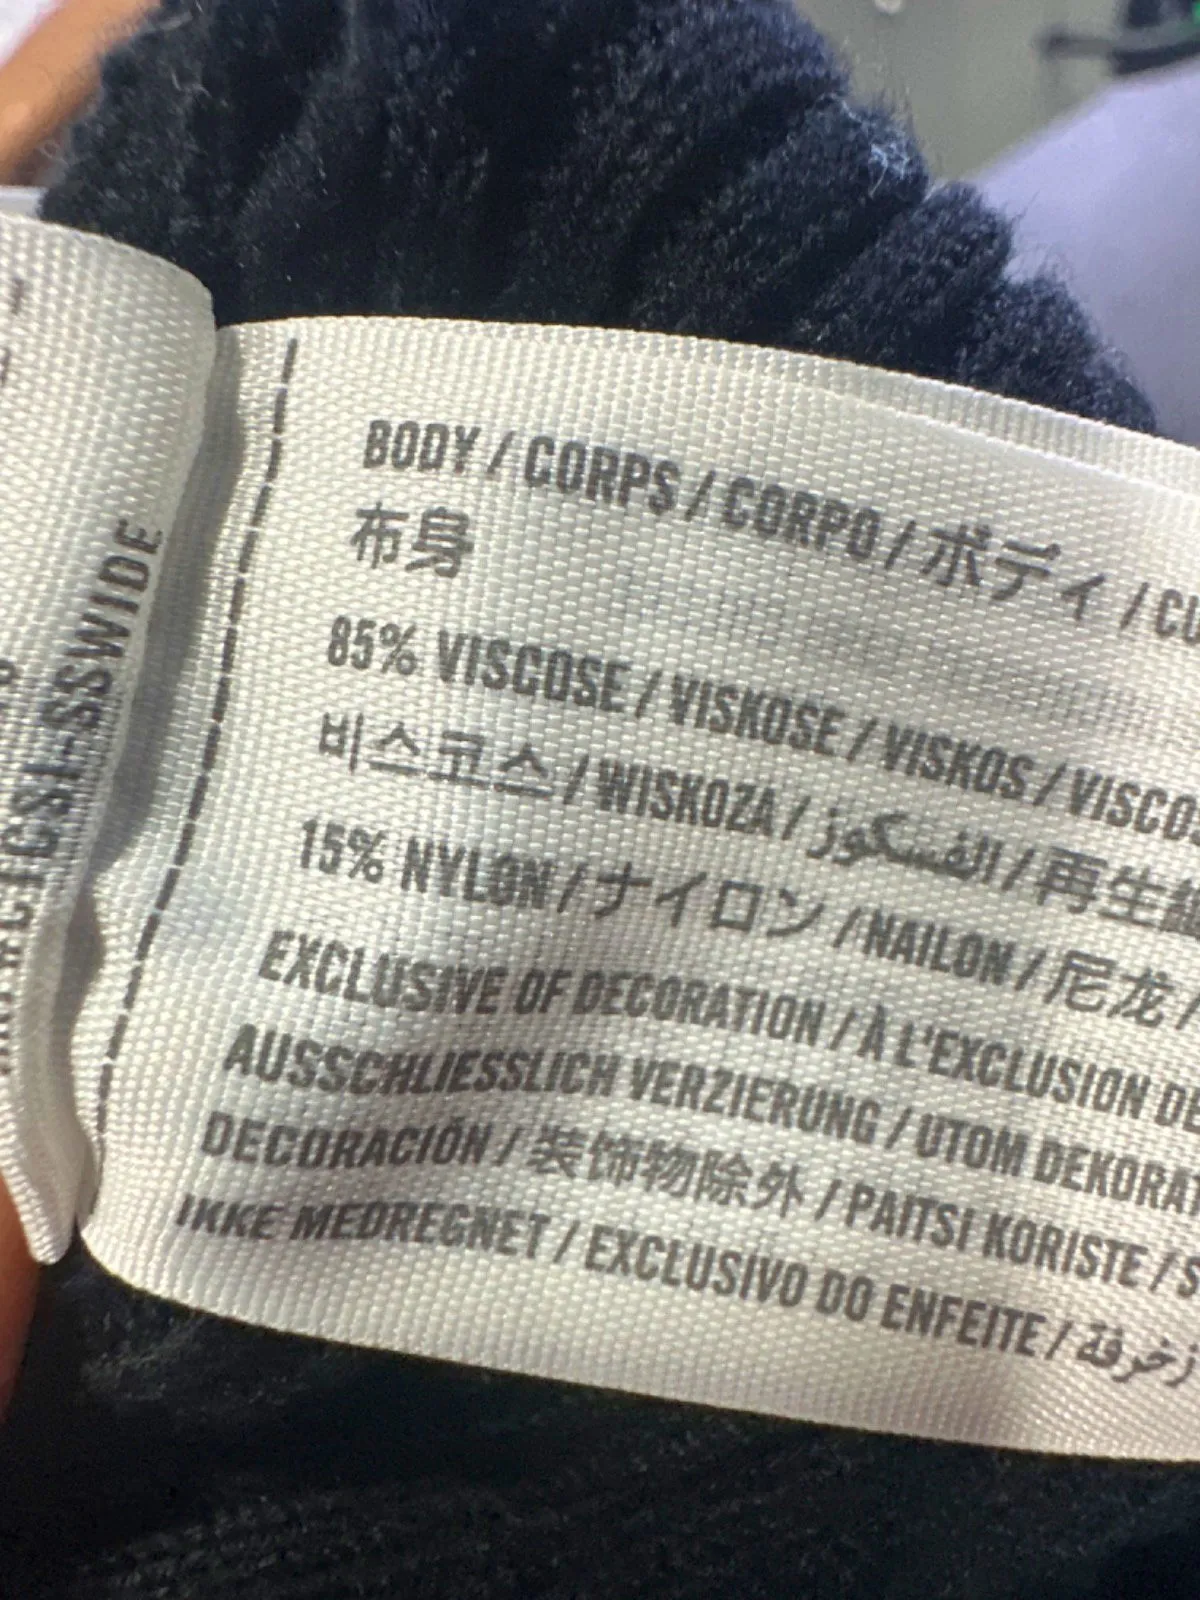 BODY / CORPS / CORPO / ボディ /
布身
85% VISCOSE / VISKOSE / VISKOS /
비스코스 / WISKOZA / الفسكوز /
15% NYLON / ナイロン / NAILON / 尼龙 /
EXCLUSIVE OF DECORATION / À L'EXCLUSION
AUSSCHLIESSLICH VERZIERUNG / UTOM
DECORACIÓN / 装饰物除外 / PAITSI KORISTE /
IKKE MEDREGNET / EXCLUSIVO DO ENFEITE /